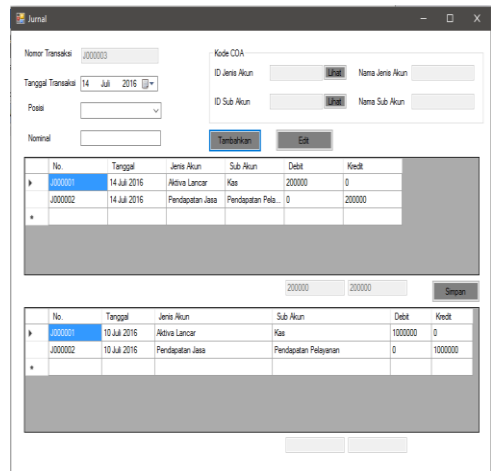 Jurnal
Nomor Transaksi J000003 Kode COA
ID Jenis Akun Lihat Nama Jenis Akun
Tanggal Transaksi 14 Juli 2016
ID Sub Akun Lihat Nama Sub Akun
Posisi
Nominal Tambahkan Edit
No. Tanggal Jenis Akun Sub Akun Debit Kredit
J000001 14 Juli 2016 Aktiva Lancar Kas 200000 0
J000002 14 Juli 2016 Pendapatan Jasa Pendapatan Pela... 0 200000
200000 200000 Simpan
No. Tanggal Jenis Akun Sub Akun Debit Kredit
J000001 10 Juli 2016 Aktiva Lancar Kas 1000000 0
J000002 10 Juli 2016 Pendapatan Jasa Pendapatan Pelayanan 0 1000000